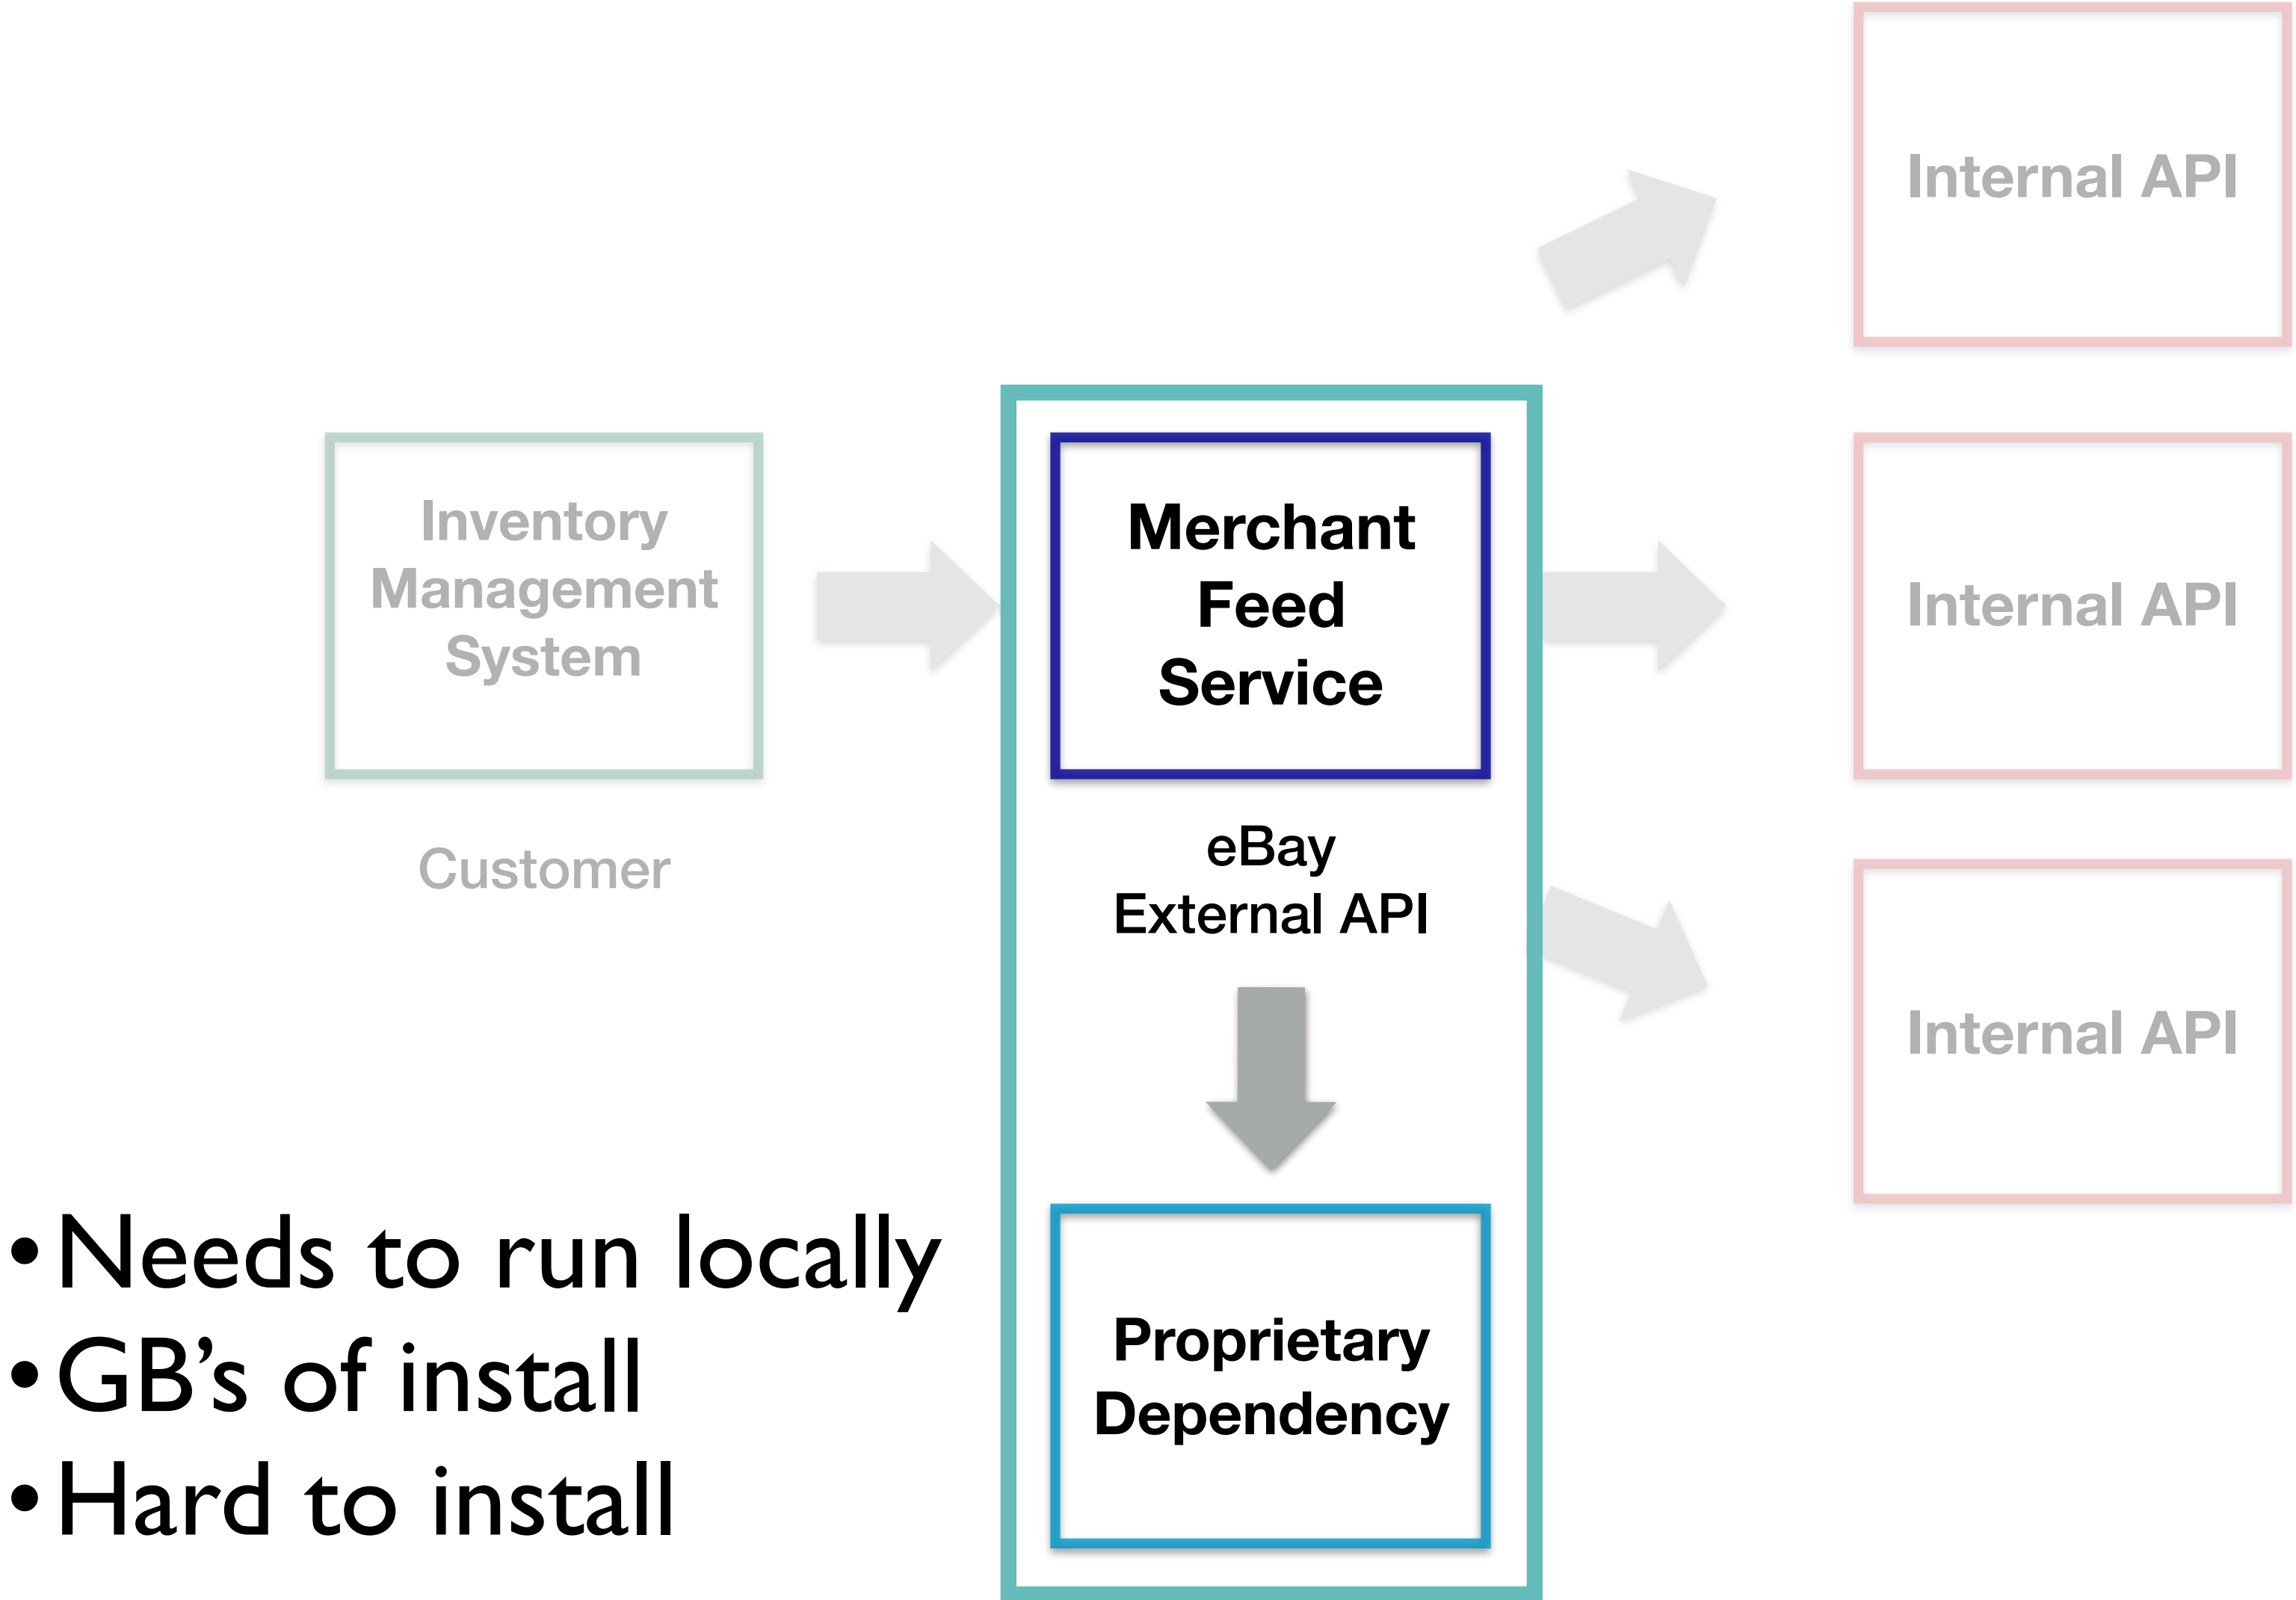 Internal API
Inventory
Management
System
Customer
Merchant
Feed
Service
eBay
External API
Internal API
Internal API
Proprietary
Dependency
•Needs to run locally
•GB’s of install
•Hard to install